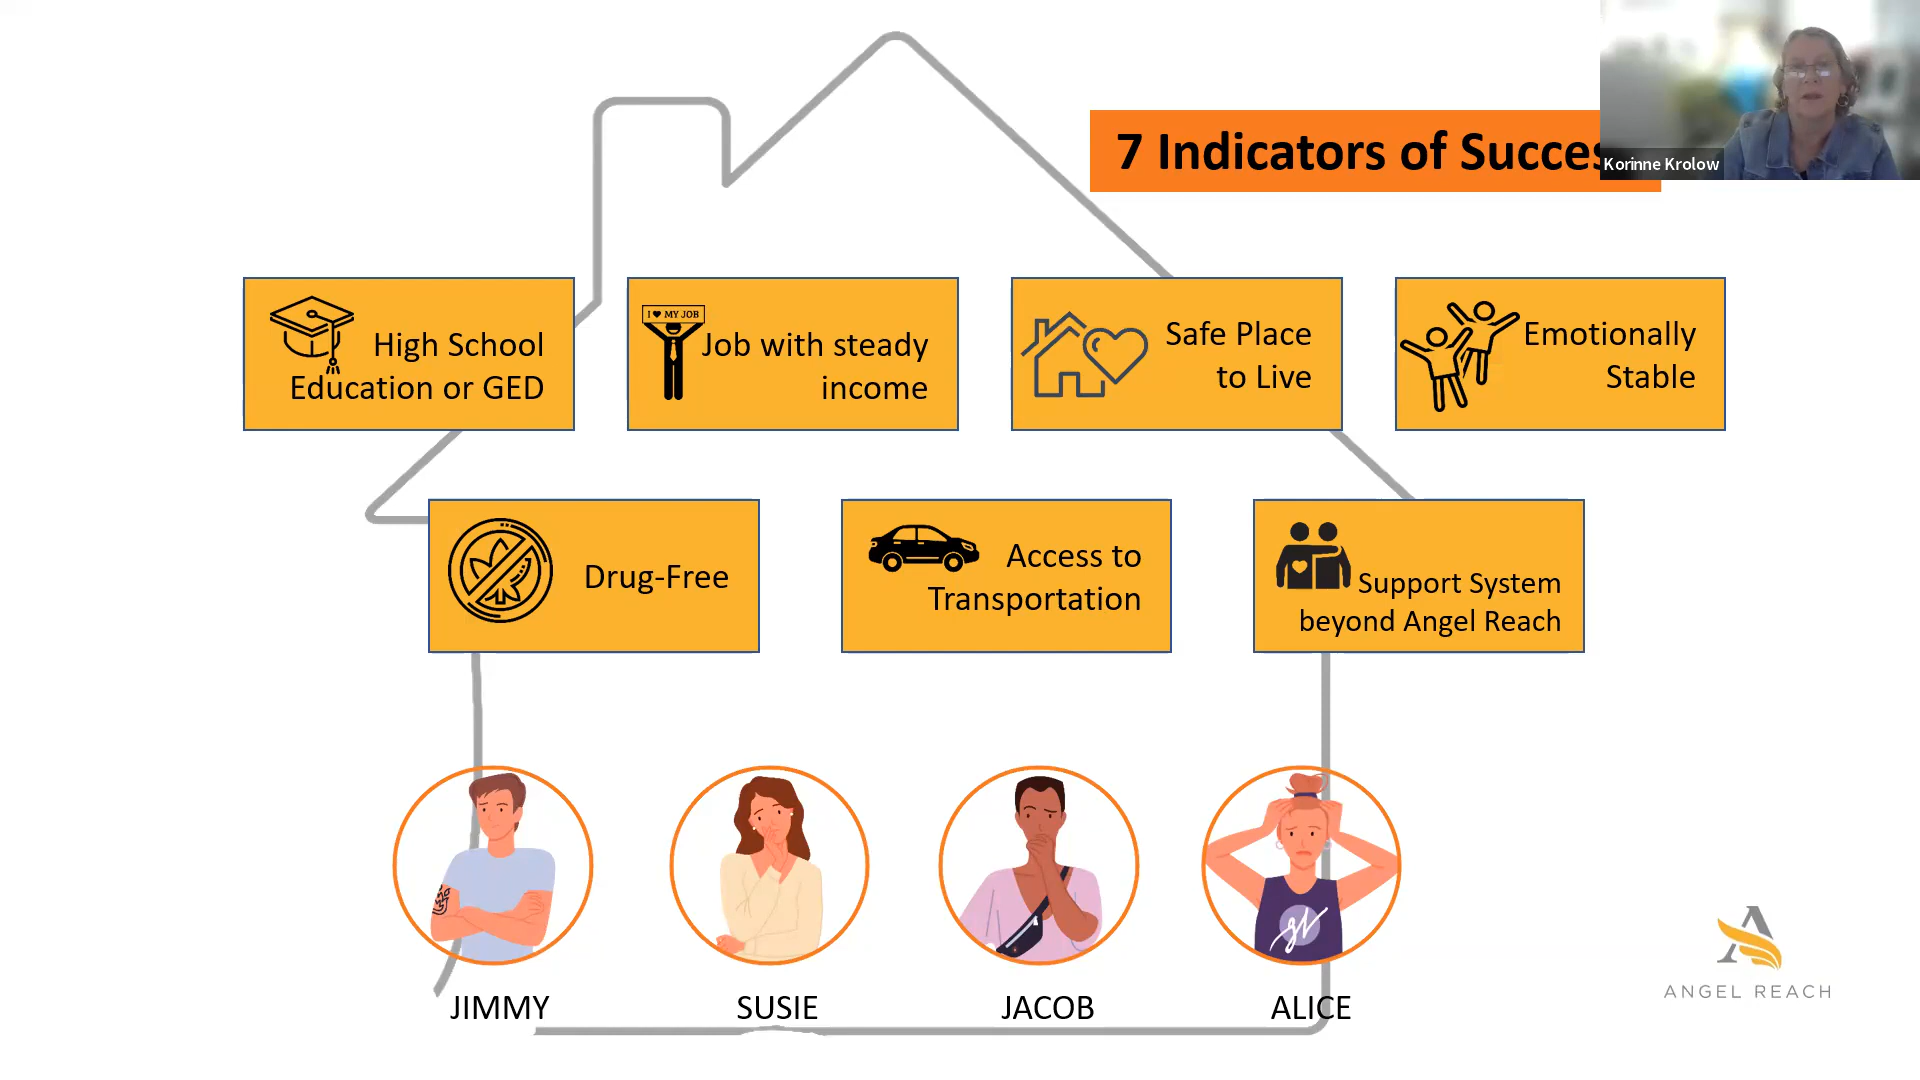 7 Indicators of Succes
Korinne Krolow
High School
Education or GED
I ♥ MY JOB
Job with steady
income
Safe Place
to Live
Emotionally
Stable
Drug-Free
Access to
Transportation
Support System
beyond Angel Reach
JIMMY
SUSIE
JACOB
ALICE
ANGEL REACH